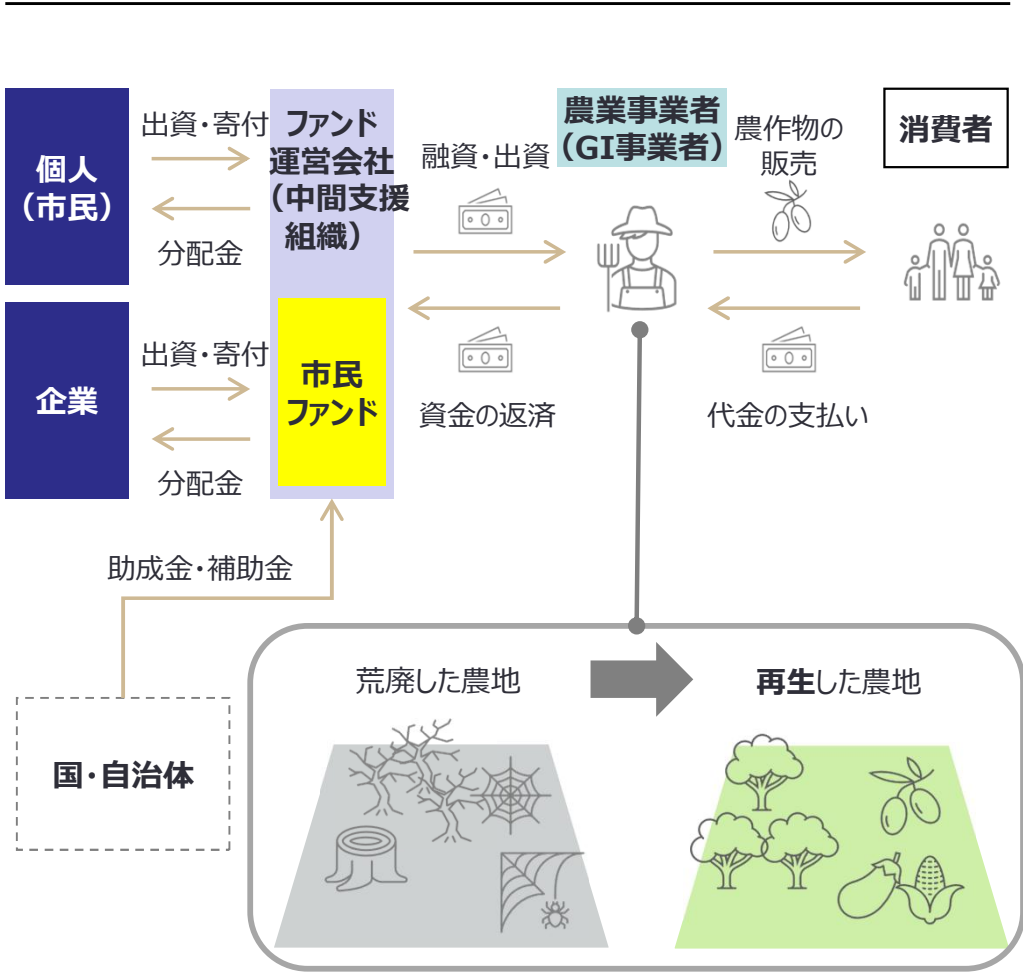 個人
（市民）
出資・寄付
分配金
ファンド
運営会社
（中間支援
組織）
融資・出資
農業事業者
（GI事業者）
農作物の
販売
消費者
企業
出資・寄付
分配金
市民
ファンド
資金の返済
代金の支払い
助成金・補助金
国・自治体
荒廃した農地
再生した農地